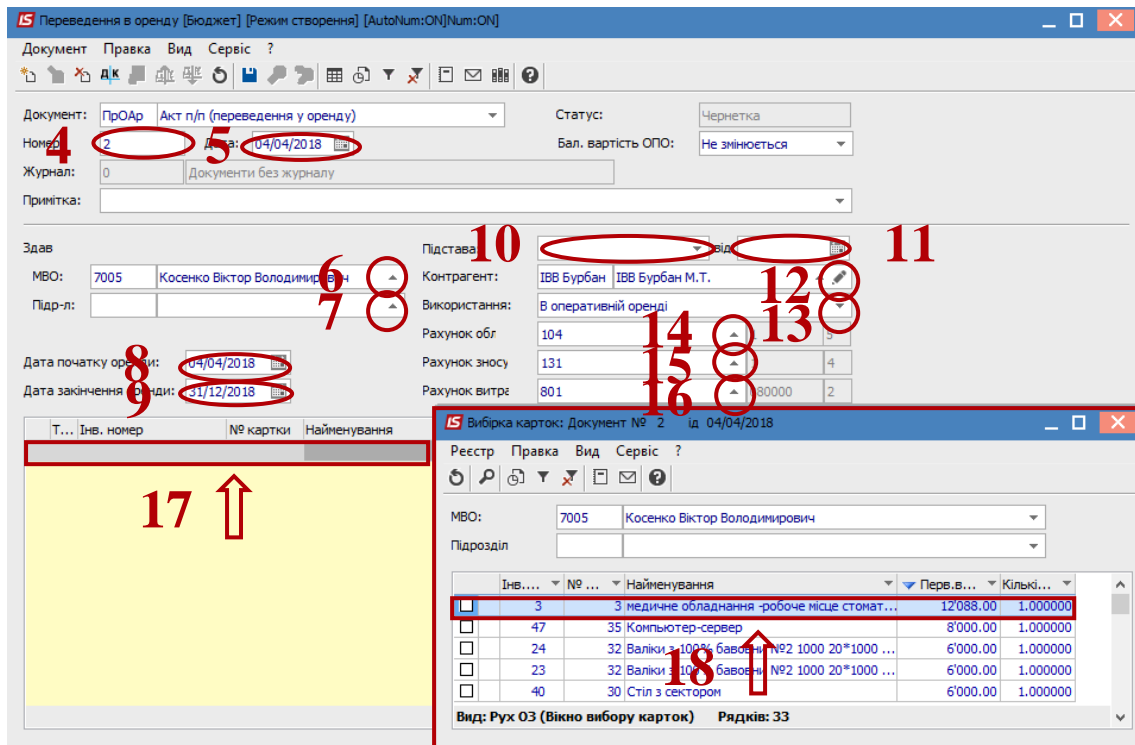 Переведення в оренду [Бюджет] [Режим створення] [AutoNum:ON]Num:ON]
Документ Правка Вид Сервіс ?
Документ: ПрОАр Акт п/п (переведення у оренду) Статус: Чернетка
Номер 4 2 5 Дата: 04/04/2018 Бал. вартість ОПО: Не змінюється
Журнал: 0 Документи без журналу
Примітка:
Здав Підстава 10 від 11
МВО: 7005 Косенко Віктор Володимирович 6 Контрагент: ІВВ Бурбан ІВВ Бурбан М.Т. 12
Підр-л: 7 Використання: В оперативній оренді 13
Рахунок обл 104 14 5
Дата початку оренди: 8 04/04/2018 Рахунок зносу 131 15 4
Дата закінчення оренди: 9 31/12/2018 Рахунок витра 801 16 080000 2
Т... Інв. номер № картки Найменування
17
Вибірка карток: Документ № 2 ід 04/04/2018
Реєстр Правка Вид Сервіс ?
МВО: 7005 Косенко Віктор Володимирович
Підрозділ
Інв.... № ... Найменування Перв.в... Кількі...
3 3 медичне обладнання -робоче місце стомат... 12'088.00 1.000000
47 35 Компьютер-сервер 8'000.00 1.000000
24 32 Валіки з 100% бавовни №2 1000 20*1000 ... 6'000.00 1.000000
23 32 Валіки з 100% бавовни №2 1000 20*1000 ... 6'000.00 1.000000
40 30 Стіл з сектором 6'000.00 1.000000
18
Вид: Рух ОЗ (Вікно вибору карток) Рядків: 33